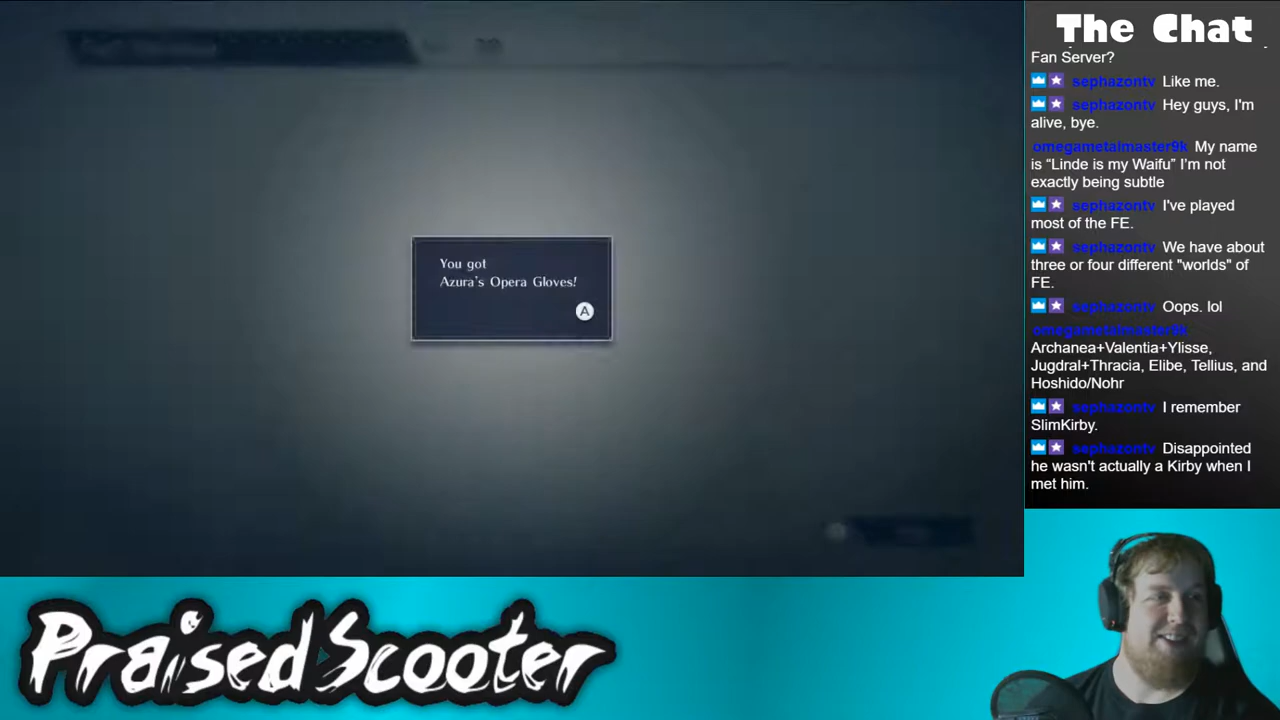 You got
Azura's Opera Gloves!
A
The Chat
Fan Server?
sephazontv Like me.
sephazontv Hey guys, I'm
alive, bye.
omegametalmaster9k My name
is “Linde is my Waifu” I’m not
exactly being subtle
sephazontv I've played
most of the FE.
sephazontv We have about
three or four different "worlds" of
FE.
sephazontv Oops. lol
omegametalmaster9k
Archanea+Valentia+Ylisse,
Jugdral+Thracia, Elibe, Tellius, and
Hoshido/Nohr
sephazontv I remember
SlimKirby.
sephazontv Disappointed
he wasn't actually a Kirby when I
met him.
PraisedScooter